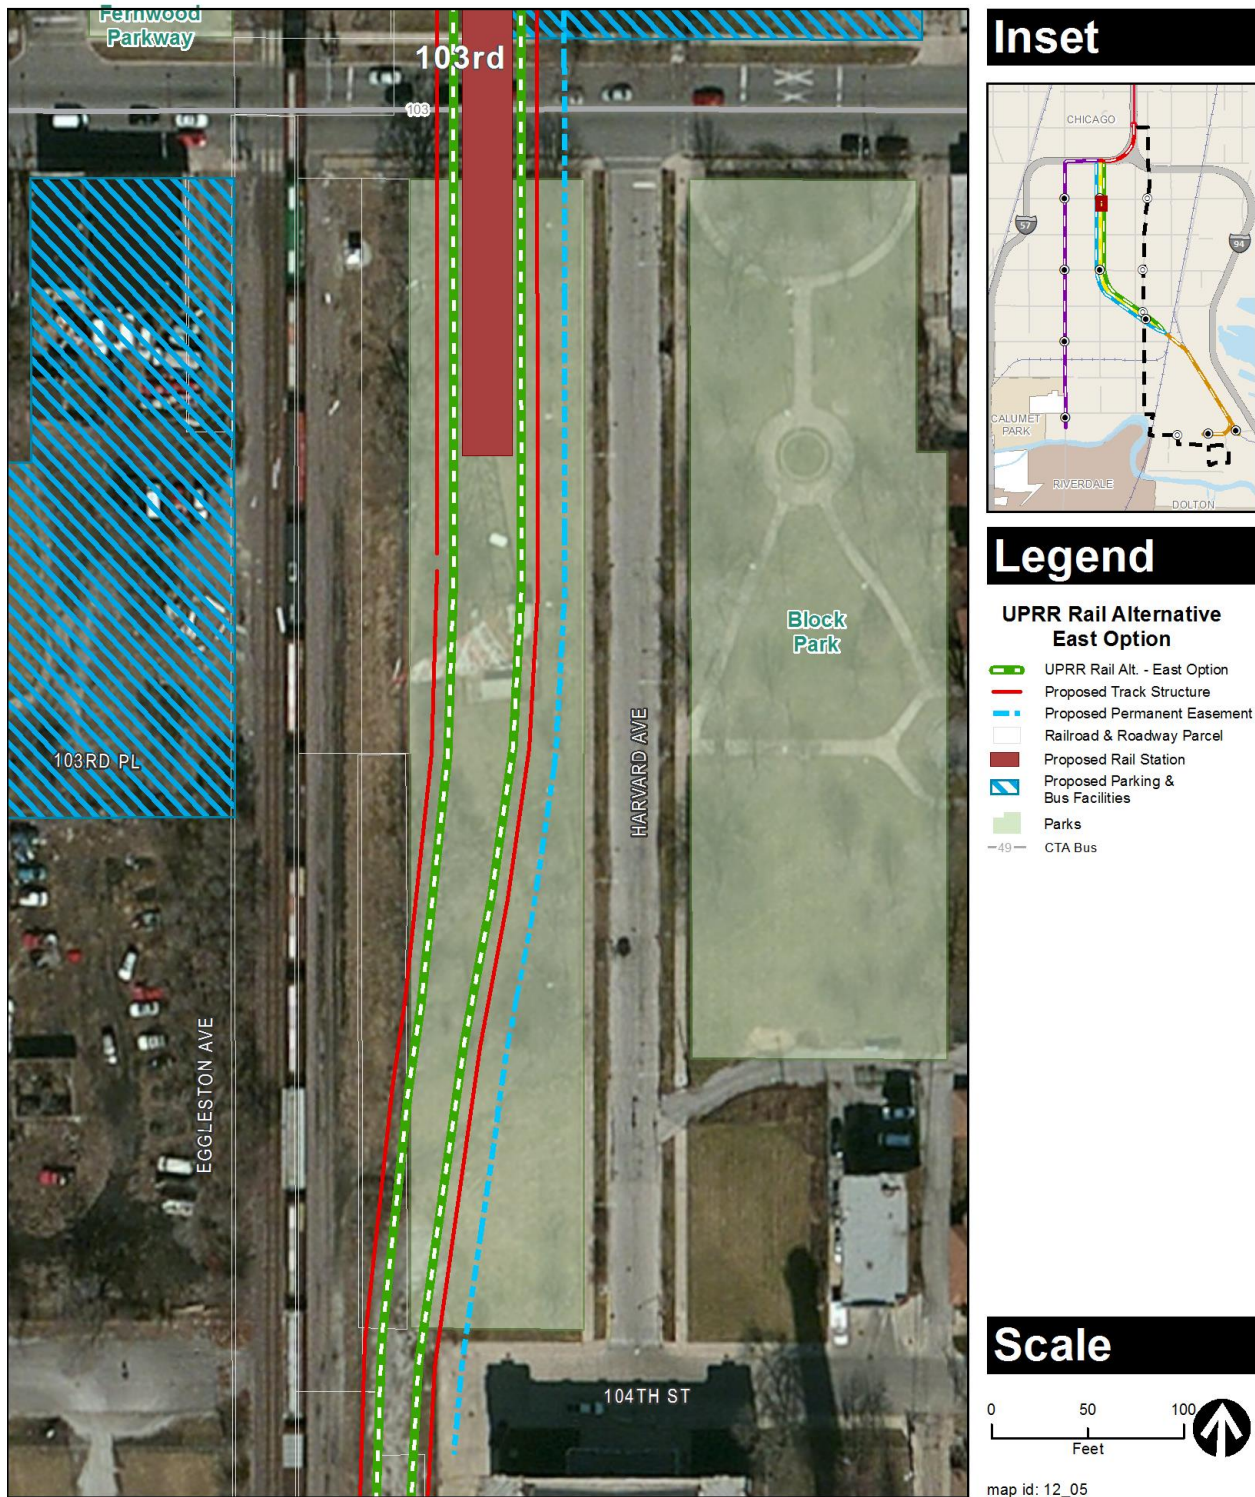 Fernwood
Parkway
103rd
103
103RD PL
EGGLESTON AVE
HARVARD AVE
Block
Park
104TH ST
Inset
CHICAGO
57
94
CALUMET
PARK
RIVERDALE
DOLTON
Legend
UPRR Rail Alternative
East Option
UPRR Rail Alt. - East Option
Proposed Track Structure
Proposed Permanent Easement
Railroad & Roadway Parcel
Proposed Rail Station
Proposed Parking &
Bus Facilities
Parks
49 CTA Bus
Scale
0 50 100
Feet
map id: 12_05